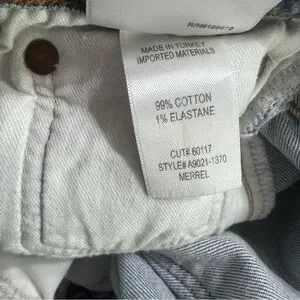 MADE IN TURKEY
IMPORTED MATERIALS
99% COTTON
1% ELASTANE
CUT# 60117
STYLE# A9021-1370
MERREL